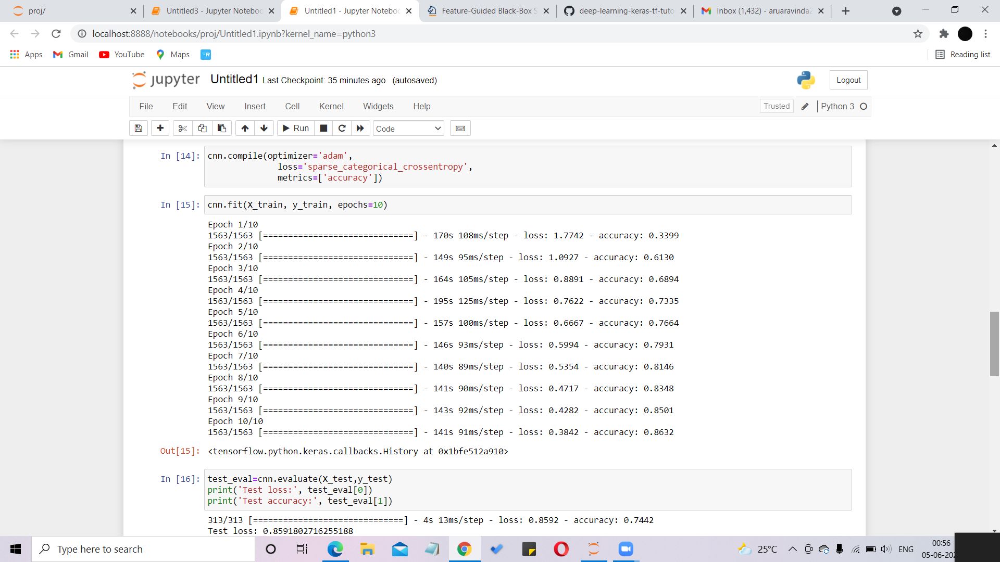 proj/
Untitled3 - Jupyter Noteboo
Untitled1 - Jupyter Noteboo
Feature-Guided Black-Box S
deep-learning-keras-tf-tuto
Inbox (1,432) - aruaravinda2
localhost:8888/notebooks/proj/Untitled1.ipynb?kernel_name=python3
Apps Gmail YouTube Maps Reading list
jupyter Untitled1 Last Checkpoint: 35 minutes ago (autosaved) Logout
File Edit View Insert Cell Kernel Widgets Help Trusted Python 3
Run Code
In [14]: cnn.compile(optimizer='adam',
loss='sparse_categorical_crossentropy',
metrics=['accuracy'])
In [15]: cnn.fit(X_train, y_train, epochs=10)
Epoch 1/10
1563/1563 [==============================] - 170s 108ms/step - loss: 1.7742 - accuracy: 0.3399
Epoch 2/10
1563/1563 [==============================] - 149s 95ms/step - loss: 1.0927 - accuracy: 0.6130
Epoch 3/10
1563/1563 [==============================] - 164s 105ms/step - loss: 0.8891 - accuracy: 0.6894
Epoch 4/10
1563/1563 [==============================] - 195s 125ms/step - loss: 0.7622 - accuracy: 0.7335
Epoch 5/10
1563/1563 [==============================] - 157s 100ms/step - loss: 0.6667 - accuracy: 0.7664
Epoch 6/10
1563/1563 [==============================] - 146s 93ms/step - loss: 0.5994 - accuracy: 0.7931
Epoch 7/10
1563/1563 [==============================] - 140s 89ms/step - loss: 0.5354 - accuracy: 0.8146
Epoch 8/10
1563/1563 [==============================] - 141s 90ms/step - loss: 0.4717 - accuracy: 0.8348
Epoch 9/10
1563/1563 [==============================] - 143s 92ms/step - loss: 0.4282 - accuracy: 0.8501
Epoch 10/10
1563/1563 [==============================] - 141s 91ms/step - loss: 0.3842 - accuracy: 0.8632
Out[15]: <tensorflow.python.keras.callbacks.History at 0x1bfe512a910>
In [16]: test_eval=cnn.evaluate(X_test,y_test)
print('Test loss:', test_eval[0])
print('Test accuracy:', test_eval[1])
313/313 [==============================] - 4s 13ms/step - loss: 0.8592 - accuracy: 0.7442
Test loss: 0.8591802716255188
Type here to search
25°C ENG
00:56
05-06-202